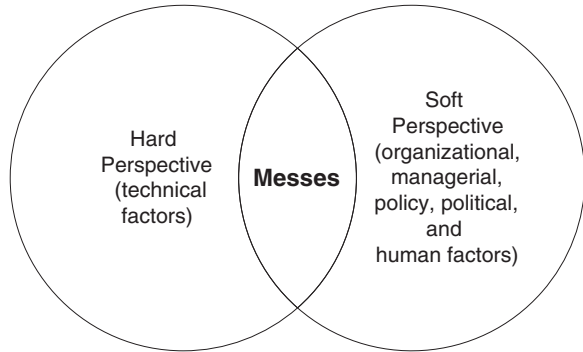 Hard
Perspective
(technical
factors)
Messes
Soft
Perspective
(organizational,
managerial,
policy, political,
and
human factors)